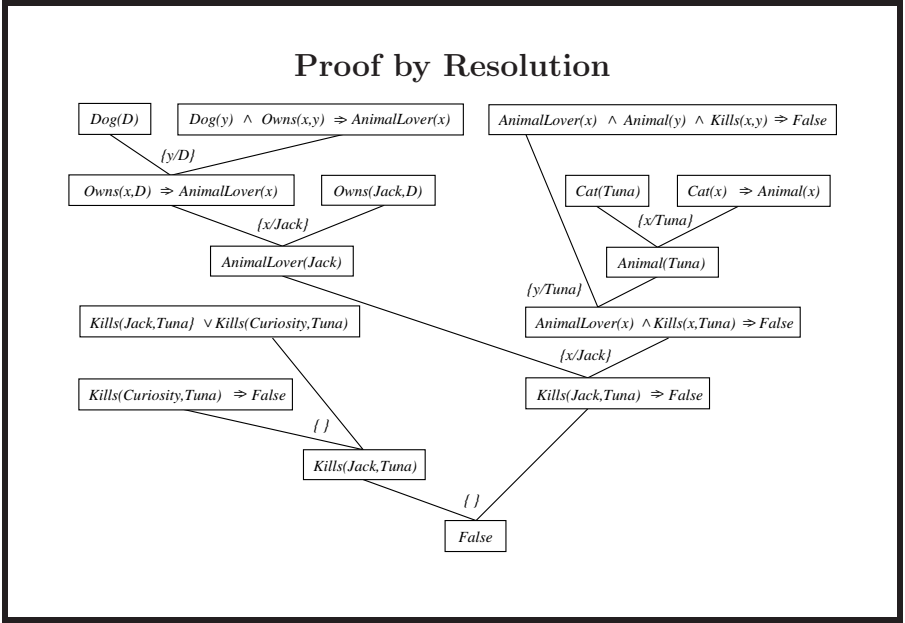 Proof by Resolution
Dog(D)
Dog(y) ∧ Owns(x,y) ⇒ AnimalLover(x)
AnimalLover(x) ∧ Animal(y) ∧ Kills(x,y) ⇒ False
{y/D}
Owns(x,D) ⇒ AnimalLover(x)
Owns(Jack,D)
Cat(Tuna)
Cat(x) ⇒ Animal(x)
{x/Jack}
{x/Tuna}
AnimalLover(Jack)
Animal(Tuna)
{y/Tuna}
Kills(Jack,Tuna} ∨ Kills(Curiosity,Tuna)
AnimalLover(x) ∧ Kills(x,Tuna) ⇒ False
{x/Jack}
Kills(Curiosity,Tuna) ⇒ False
Kills(Jack,Tuna) ⇒ False
{ }
Kills(Jack,Tuna)
{ }
False